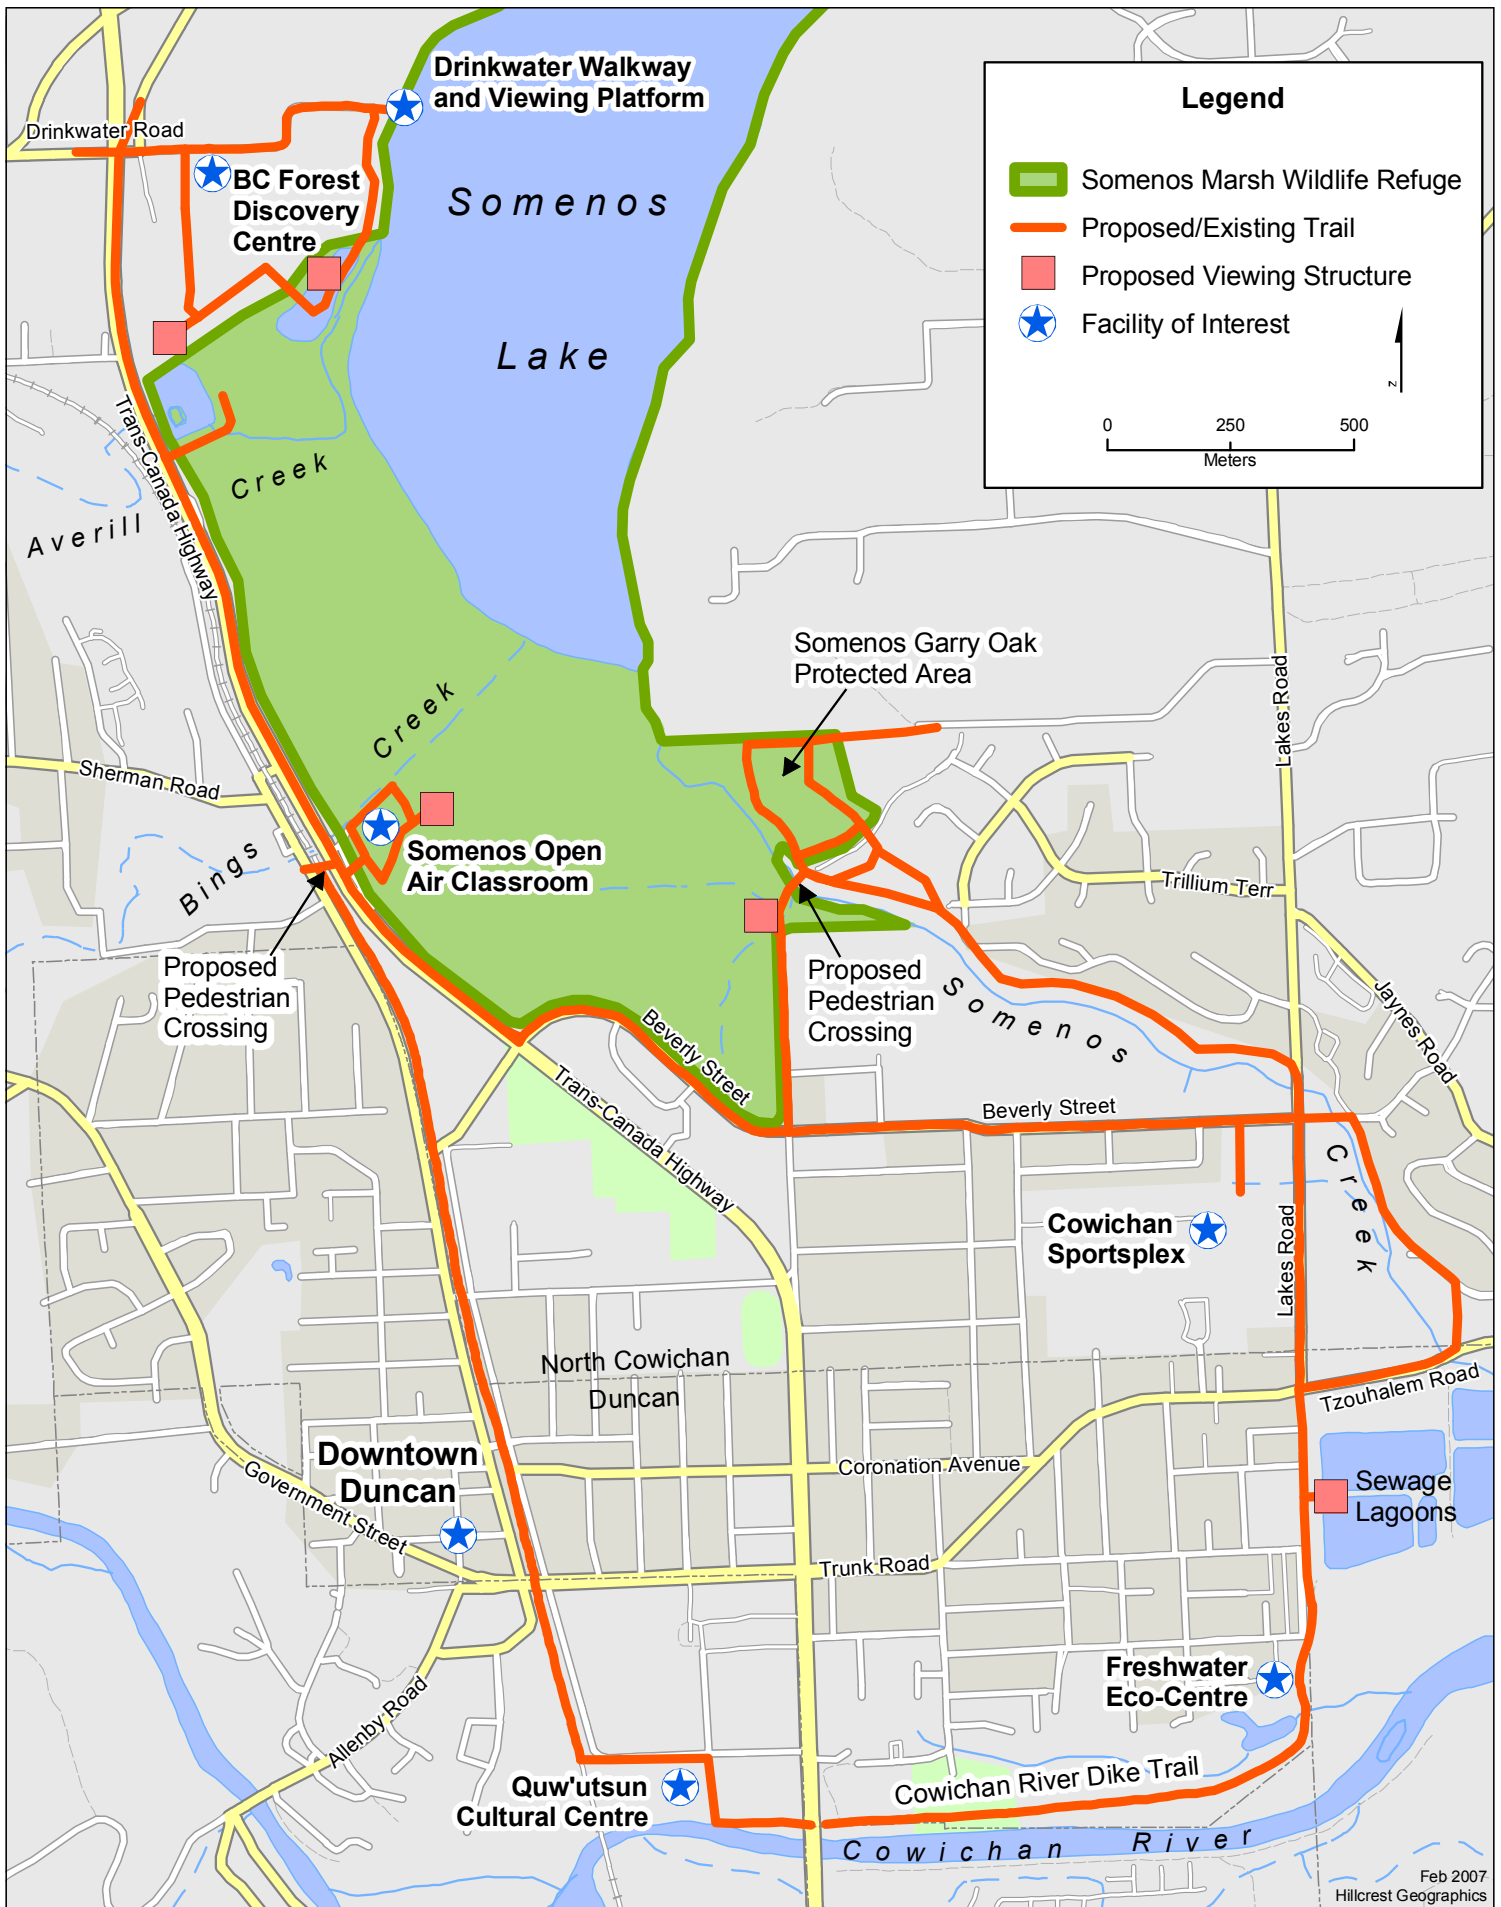 Drinkwater Walkway
and Viewing Platform
Drinkwater Road
BC Forest
Discovery
Centre
Somenos
Lake
Legend
Somenos Marsh Wildlife Refuge
Proposed/Existing Trail
Proposed Viewing Structure
Facility of Interest
z
0 250 500
Meters
Trans-Canada Highway
Creek
Averill
Somenos Garry Oak
Protected Area
Lakes Road
Creek
Sherman Road
Bings
Somenos Open
Air Classroom
Trillium Terr
Proposed
Pedestrian
Crossing
Proposed
Pedestrian
Crossing
Somenos
Jaynes Road
Beverly Street
Trans-Canada Highway
Beverly Street
Creek
Cowichan
Sportsplex
Lakes Road
North Cowichan
Duncan
Tzouhalem Road
Downtown
Duncan
Coronation Avenue
Government Street
Sewage
Lagoons
Trunk Road
Freshwater
Eco-Centre
Allenby Road
Quw'utsun
Cultural Centre
Cowichan River Dike Trail
Cowichan River
Feb 2007
Hillcrest Geographics